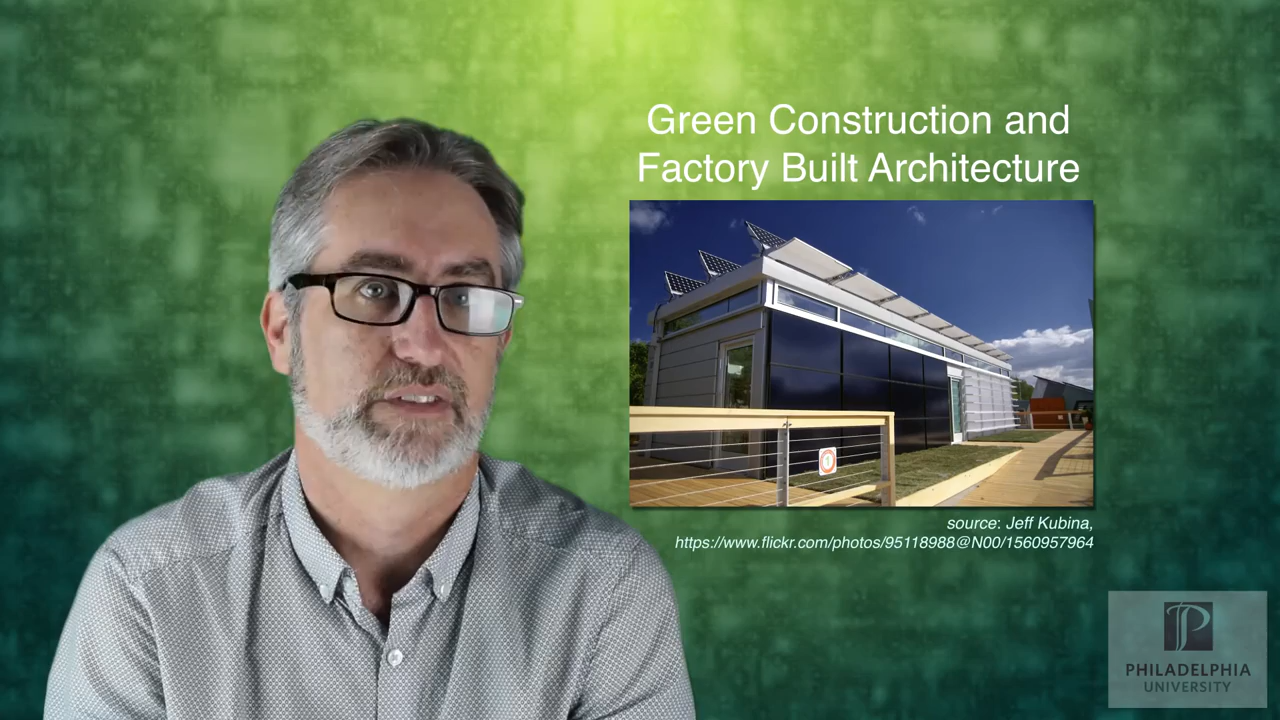 Green Construction and
Factory Built Architecture
source: Jeff Kubina,
https://www.flickr.com/photos/95118988@N00/1560957964
PHILADELPHIA
UNIVERSITY